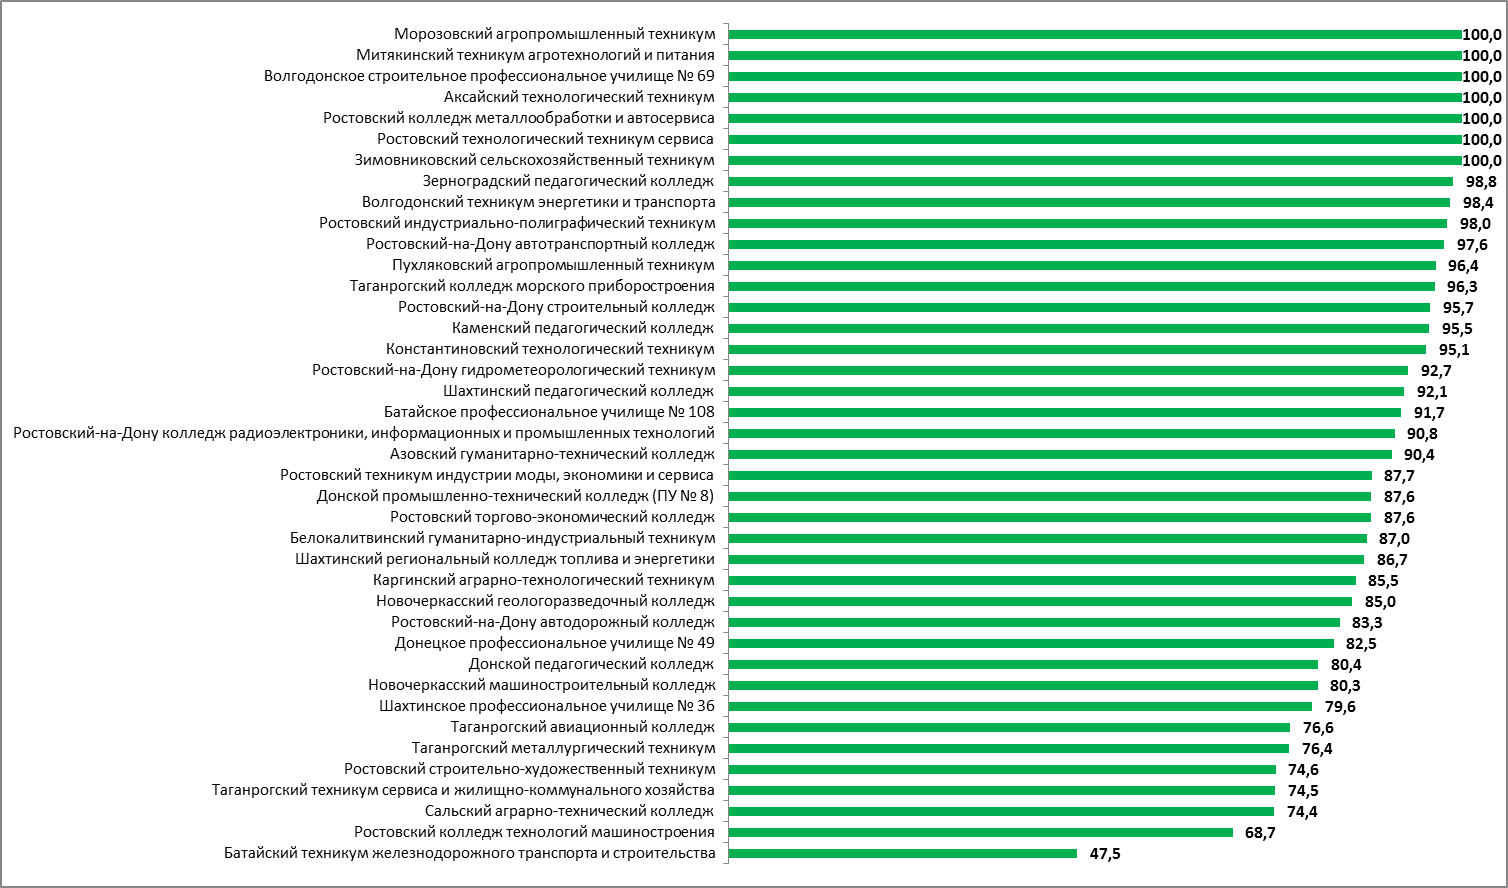 Морозовский агропромышленный техникум 100,0
Митякинский техникум агротехнологий и питания 100,0
Волгодонское строительное профессиональное училище № 69 100,0
Аксайский технологический техникум 100,0
Ростовский колледж металлообработки и автосервиса 100,0
Ростовский технологический техникум сервиса 100,0
Зимовниковский сельскохозяйственный техникум 100,0
Зерноградский педагогический колледж 98,8
Волгодонский техникум энергетики и транспорта 98,4
Ростовский индустриально-полиграфический техникум 98,0
Ростовский-на-Дону автотранспортный колледж 97,6
Пухляковский агропромышленный техникум 96,4
Таганрогский колледж морского приборостроения 96,3
Ростовский-на-Дону строительный колледж 95,7
Каменский педагогический колледж 95,5
Константиновский технологический техникум 95,1
Ростовский-на-Дону гидрометеорологический техникум 92,7
Шахтинский педагогический колледж 92,1
Батайское профессиональное училище № 108 91,7
Ростовский-на-Дону колледж радиоэлектроники, информационных и промышленных технологий 90,8
Азовский гуманитарно-технический колледж 90,4
Ростовский техникум индустрии моды, экономики и сервиса 87,7
Донской промышленно-технический колледж (ПУ № 8) 87,6
Ростовский торгово-экономический колледж 87,6
Белокалитвинский гуманитарно-индустриальный техникум 87,0
Шахтинский региональный колледж топлива и энергетики 86,7
Каргинский аграрно-технологический техникум 85,5
Новочеркасский геологоразведочный колледж 85,0
Ростовский-на-Дону автодорожный колледж 83,3
Донецкое профессиональное училище № 49 82,5
Донской педагогический колледж 80,4
Новочеркасский машиностроительный колледж 80,3
Шахтинское профессиональное училище № 36 79,6
Таганрогский авиационный колледж 76,6
Таганрогский металлургический техникум 76,4
Ростовский строительно-художественный техникум 74,6
Таганрогский техникум сервиса и жилищно-коммунального хозяйства 74,5
Сальский аграрно-технический колледж 74,4
Ростовский колледж технологий машиностроения 68,7
Батайский техникум железнодорожного транспорта и строительства 47,5